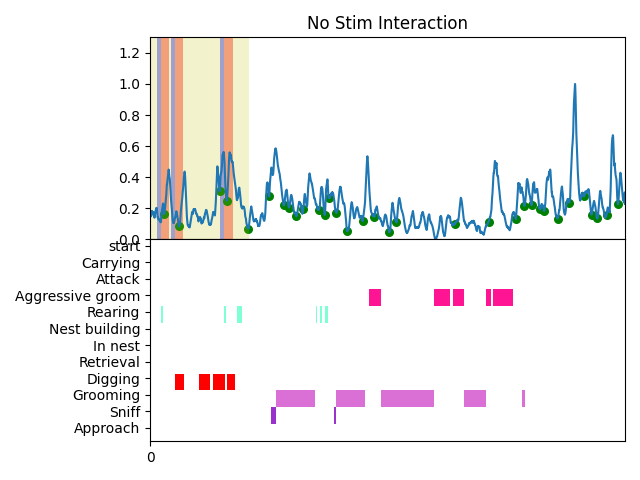 No Stim Interaction
1.2
1.0
0.8
0.6
0.4
0.2
0.0
start
Carrying
Attack
Aggressive groom
Rearing
Nest building
In nest
Retrieval
Digging
Grooming
Sniff
Approach
0